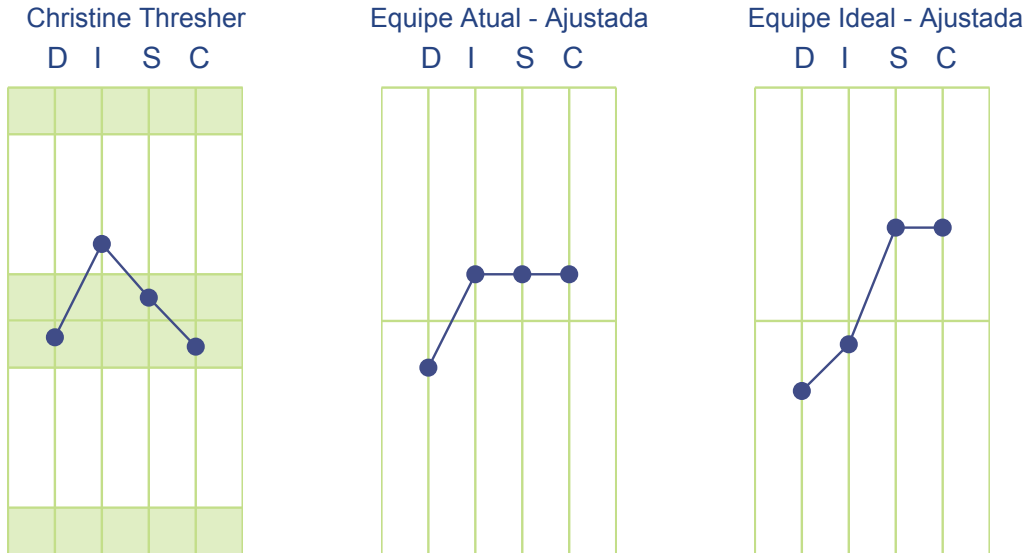 Christine Thresher
D I S C
Equipe Atual - Ajustada
D I S C
Equipe Ideal - Ajustada
D I S C